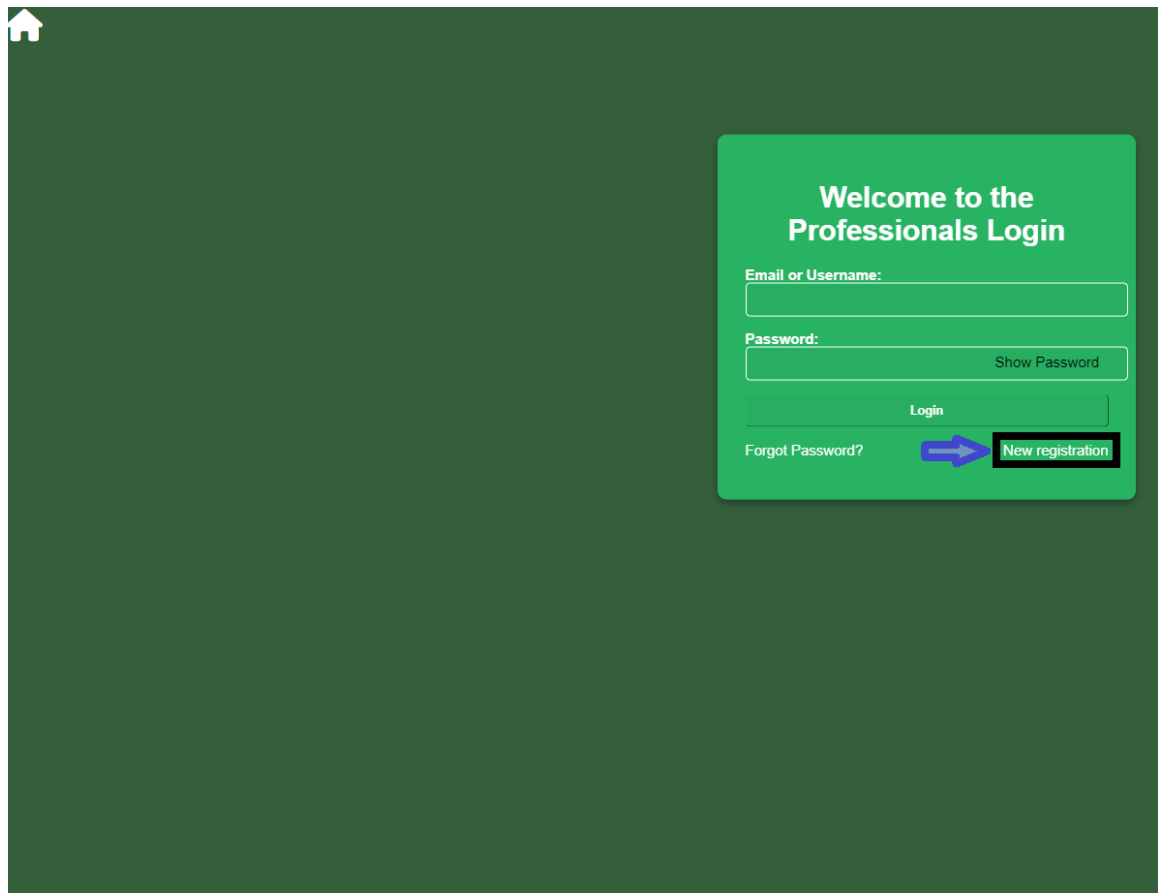 Welcome to the
Professionals Login
Email or Username:
Password:
Show Password
Login
Forgot Password?
New registration